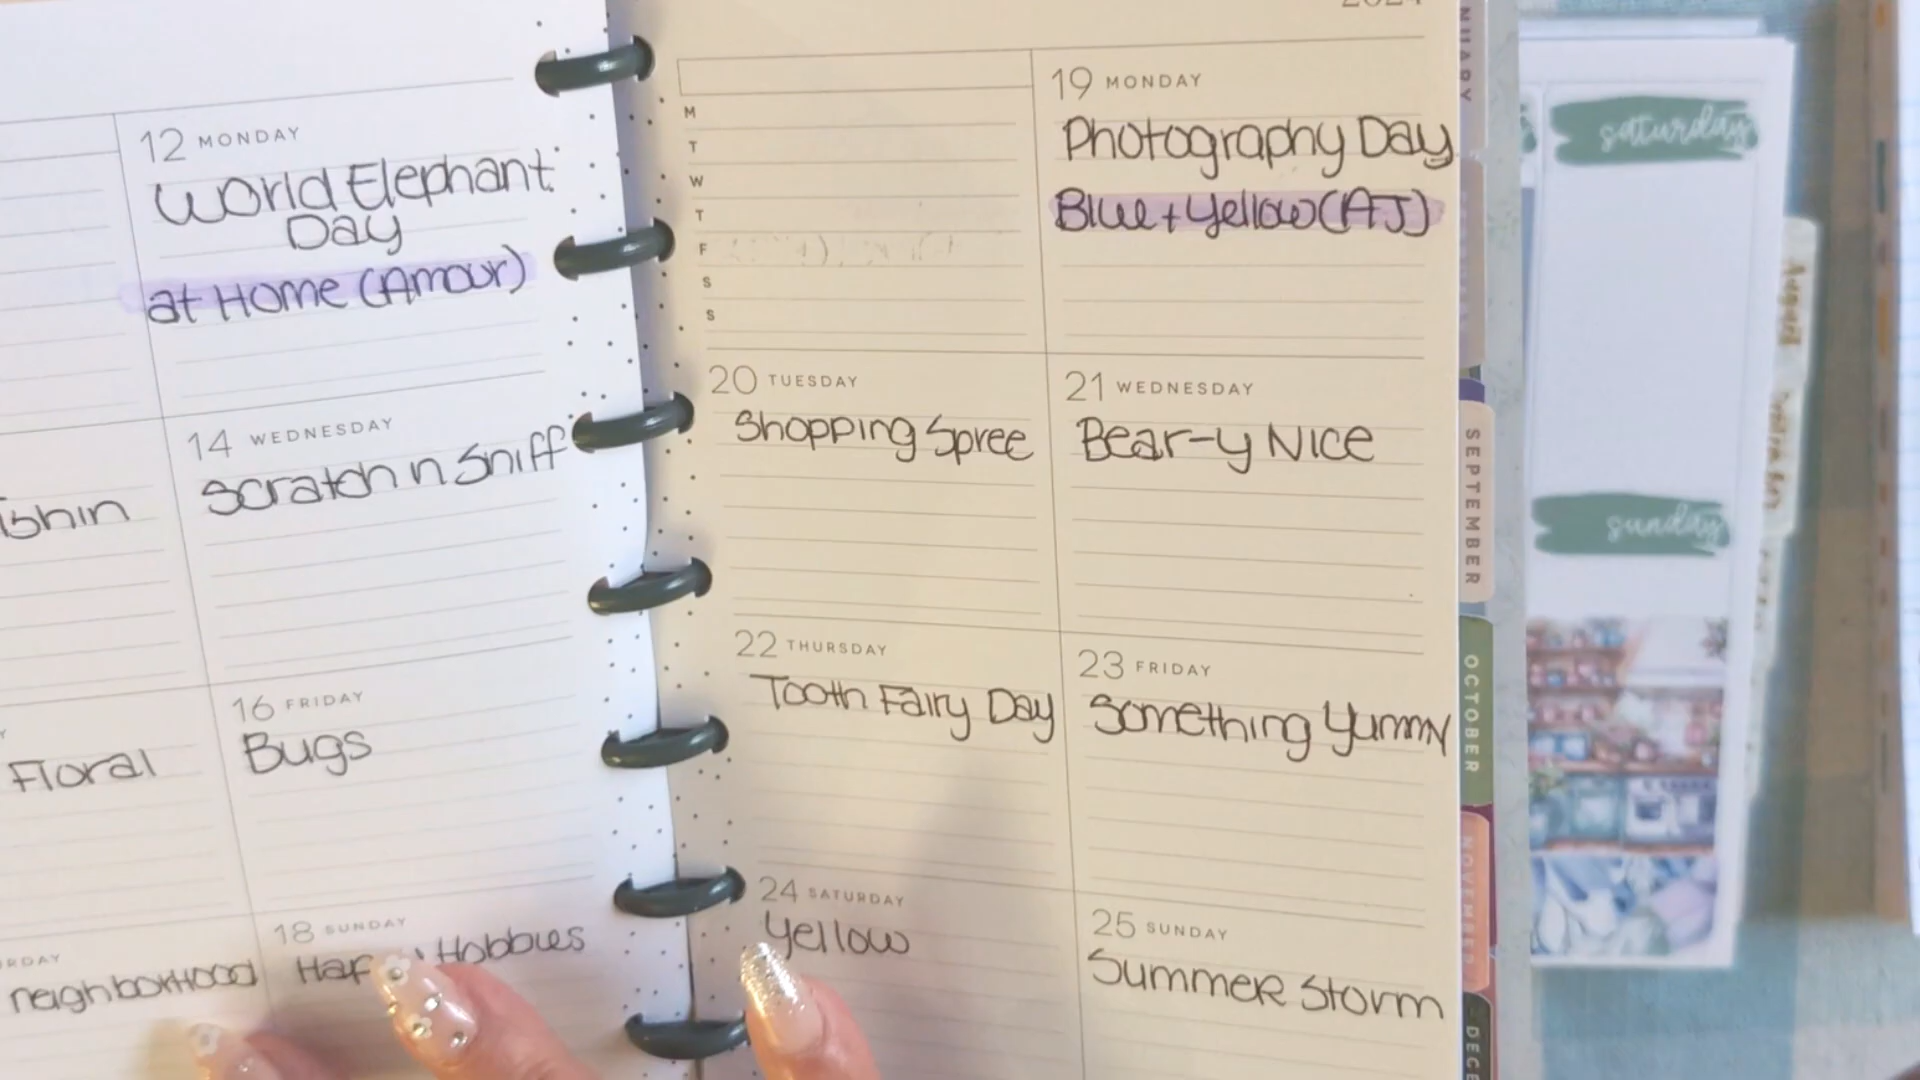 12 MONDAY
World Elephant
Day
at Home (Amour)
14 WEDNESDAY
Scratch n Sniff
Floral
16 FRIDAY
Bugs
neighborhood
18 SUNDAY
Hobbies
M
T
W
T
F
S
S
19 MONDAY
Photography Day
Blue + Yellow (AJ)
20 TUESDAY
Shopping Spree
21 WEDNESDAY
Bear-y Nice
22 THURSDAY
Tooth Fairy Day
23 FRIDAY
Something Yummy
24 SATURDAY
Yellow
25 SUNDAY
Summer Storm
SEPTEMBER
OCTOBER
NOVEMBER
saturday
sunday